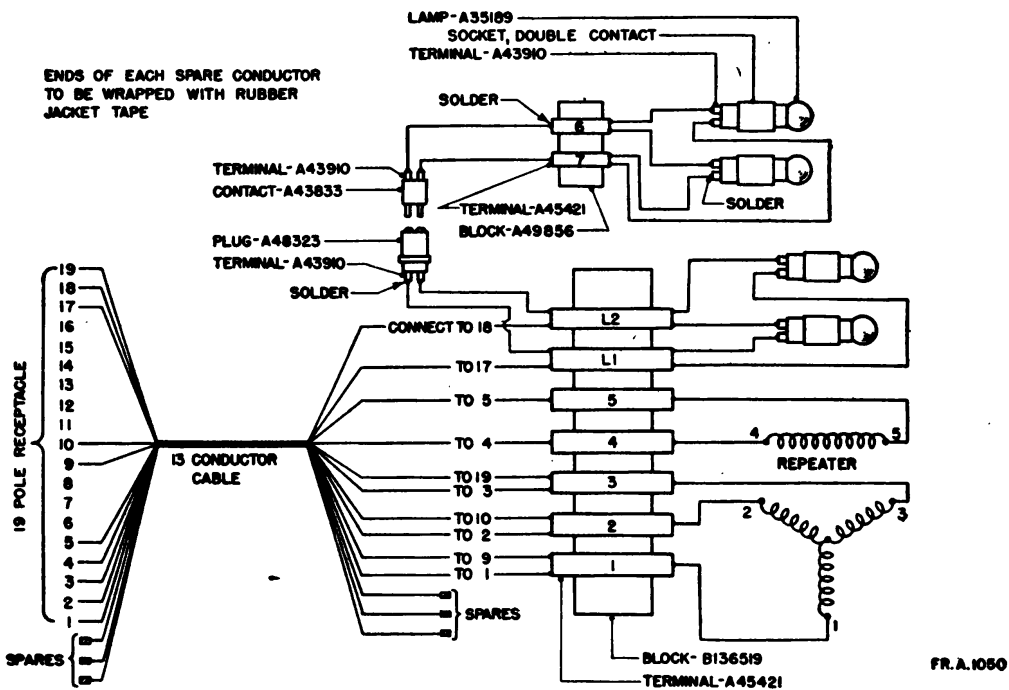 LAMP-A35189
SOCKET, DOUBLE CONTACT
TERMINAL-A43910
ENDS OF EACH SPARE CONDUCTOR
TO BE WRAPPED WITH RUBBER
JACKET TAPE
SOLDER
6
7
TERMINAL-A43910
CONTACT-A43833
TERMINAL-A45421
BLOCK-A49856
SOLDER
PLUG-A48323
TERMINAL-A43910
SOLDER
19 POLE RECEPTACLE
19
18
17
16
15
14
13
12
11
10
9
8
7
6
5
4
3
2
1
SPARES
13 CONDUCTOR
CABLE
CONNECT TO 18
TO 17
TO 5
TO 4
TO 19
TO 3
TO 10
TO 2
TO 9
TO 1
SPARES
L2
L1
5
4
3
2
1
4
5
REPEATER
2
3
1
BLOCK-B136519
TERMINAL-A45421
FR.A.1050